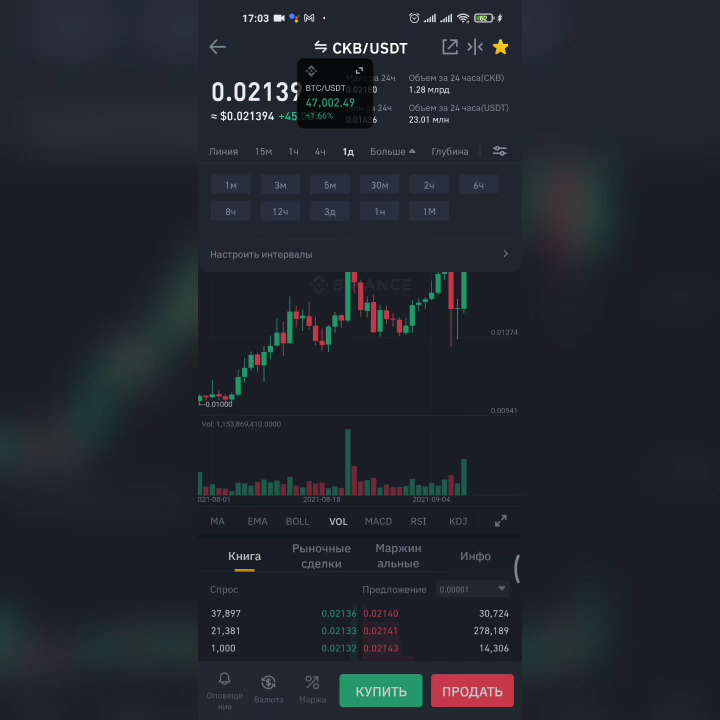 17:03
62
CKB/USDT
0.02139
≈ $0.021394 +45
BTC/USDT
47,002.49
+1.66%
24ч
Объем за 24 часа(CKB)
1.28 млрд
24ч
Объем за 24 часа(USDT)
23.01 млн
Линия 15м 1ч 4ч 1д Больше Глубина
1м 3м 5м 30м 2ч 6ч
8ч 12ч 3д 1н 1М
Настроить интервалы
BINANCE
0.01374
0.01000
0.00941
Vol: 1,153,869,410.0000
021-08-01 2021-08-18 2021-09-04
MA EMA BOLL VOL MACD RSI KDJ
Книга
Рыночные
сделки
Маржин
альные
Инфо
Спрос Предложение 0.00001
37,897 0.02136 0.02140 30,724
21,381 0.02133 0.02141 278,189
1,000 0.02132 0.02143 14,306
Оповеще
ние
Валюта
Маржа
КУПИТЬ
ПРОДАТЬ